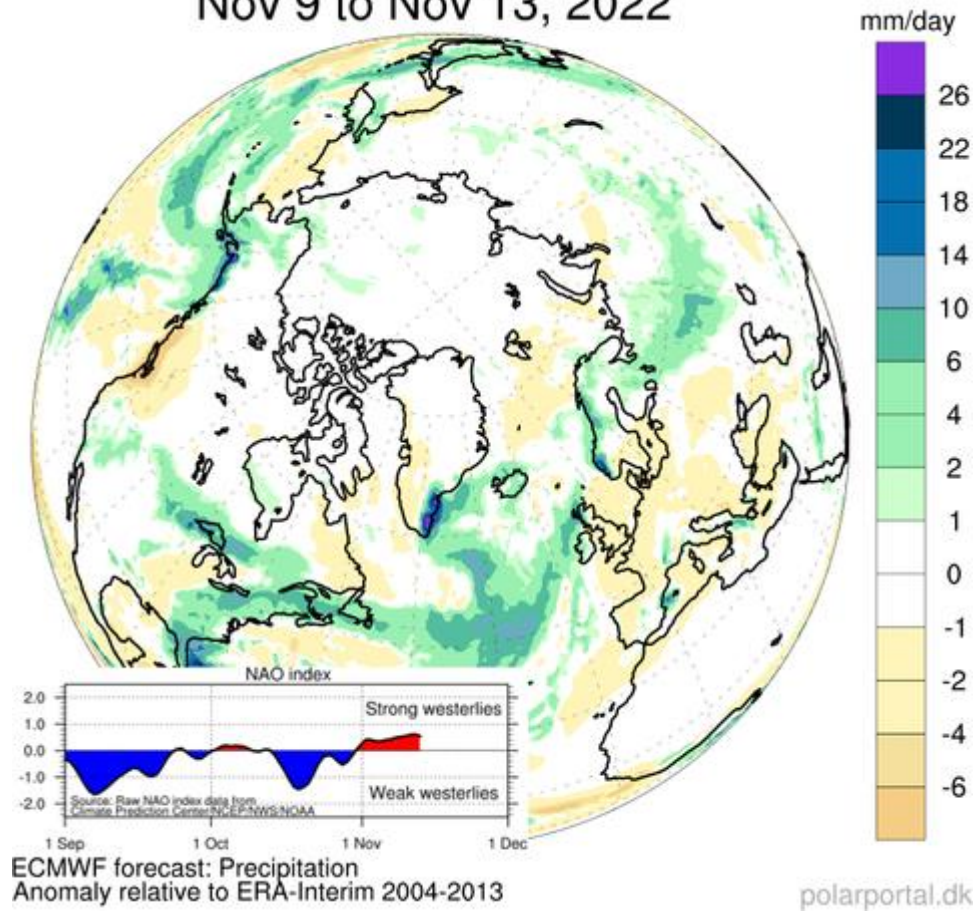 Nov 9 to Nov 13, 2022
mm/day
26
22
18
14
10
6
4
2
1
0
-1
-2
-4
-6
NAO index
2.0
1.0
0.0
-1.0
-2.0
Strong westerlies
Weak westerlies
Source: Raw NAO index data from
Climate Prediction Center/NCEP/NWS/NOAA
1 Sep
1 Oct
1 Nov
1 Dec
ECMWF forecast: Precipitation
Anomaly relative to ERA-Interim 2004-2013
polarportal.dk